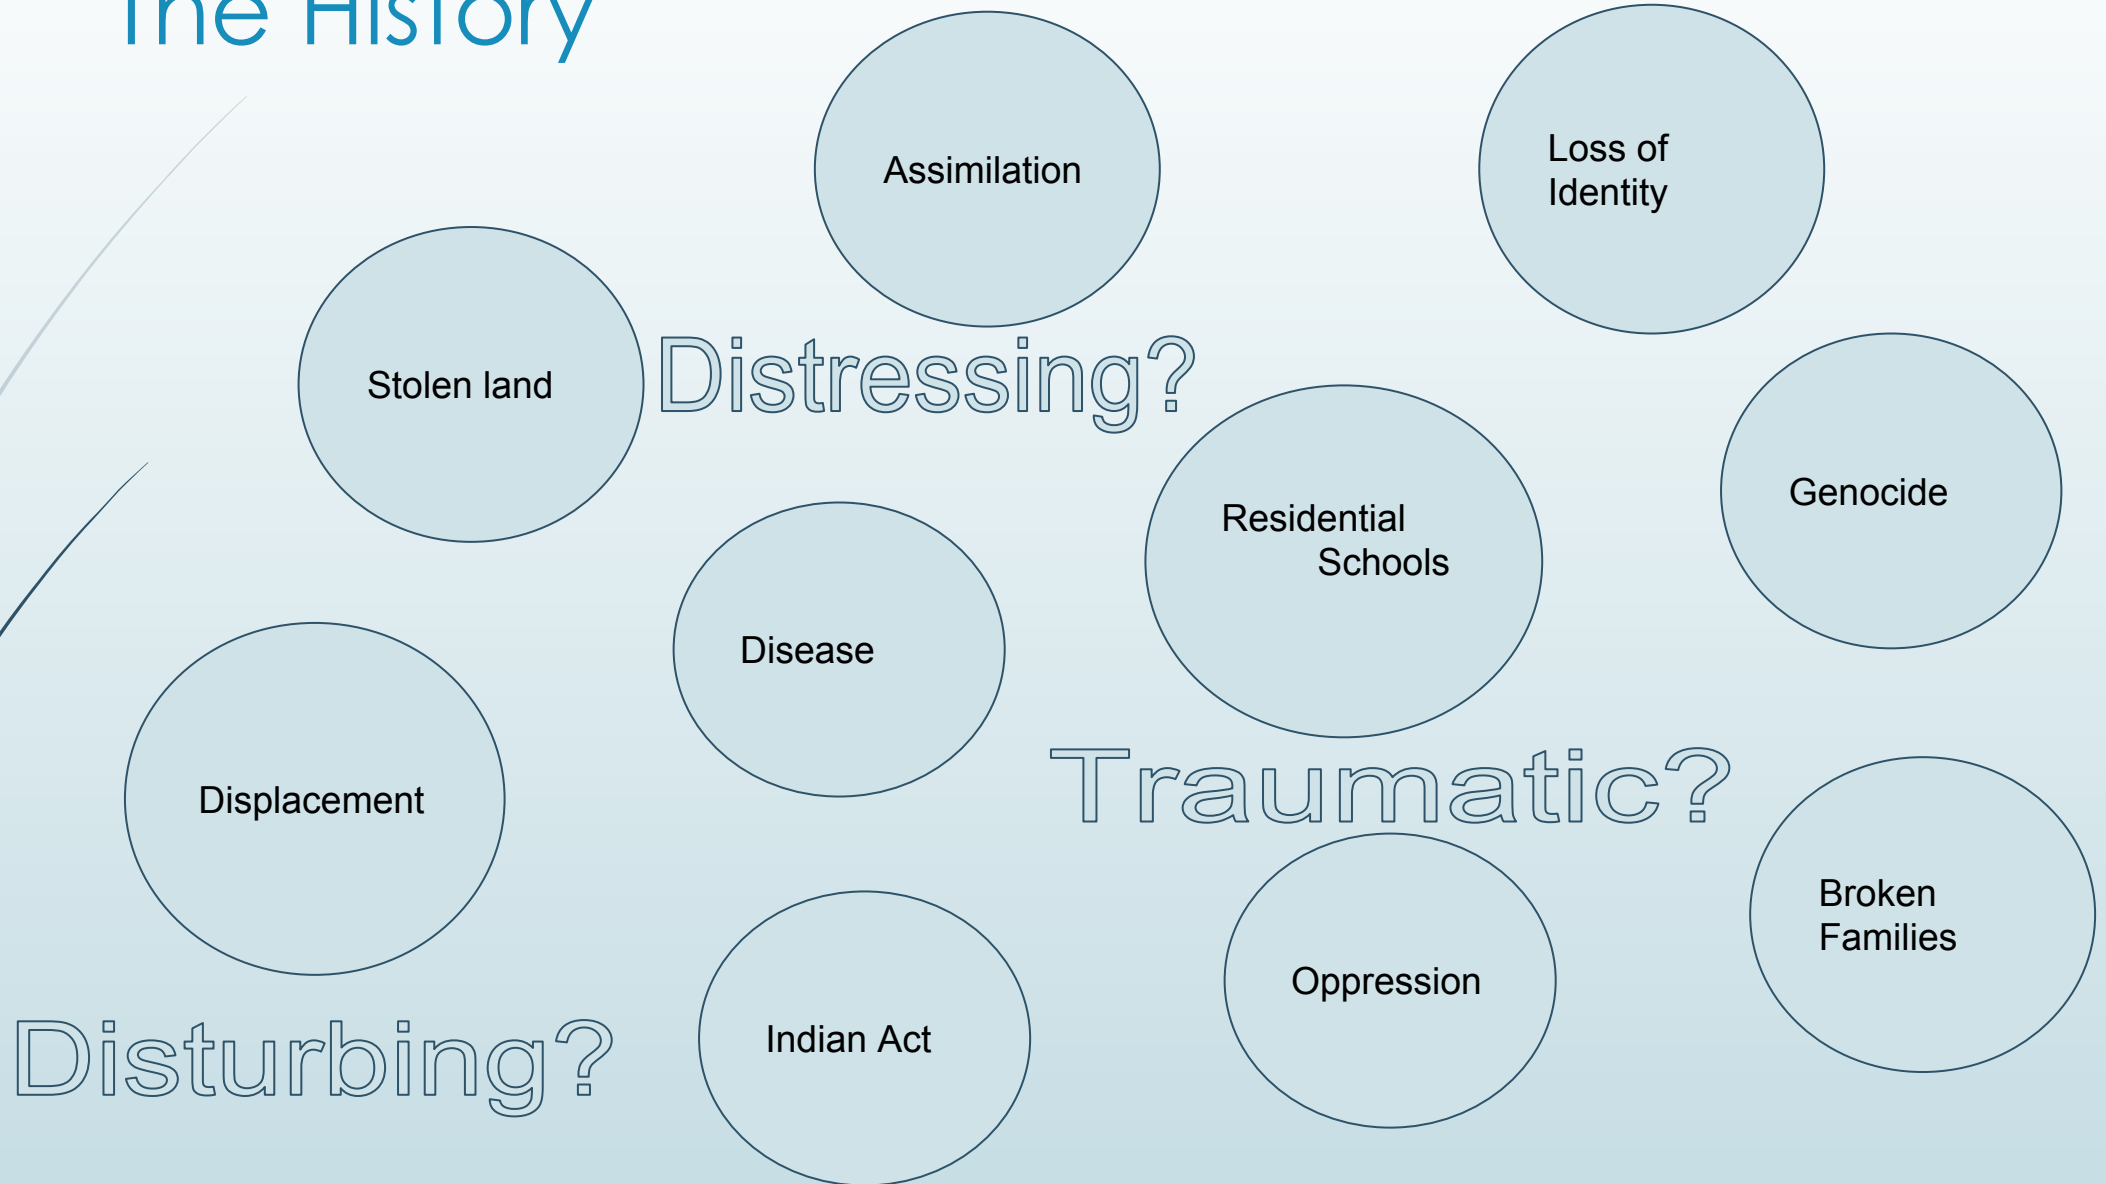 The History
Assimilation
Loss of
Identity
Stolen land
Distressing?
Genocide
Residential
Schools
Disease
Displacement
Traumatic?
Broken
Families
Oppression
Indian Act
Disturbing?